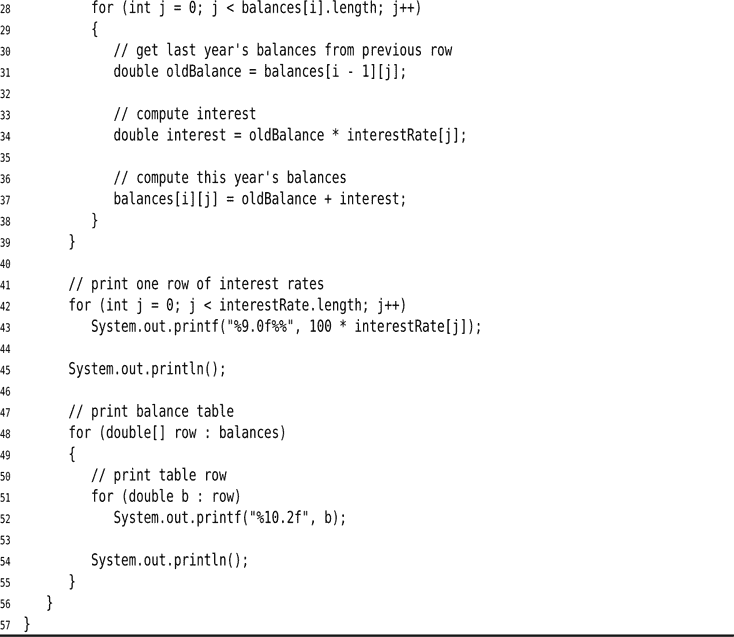 28         for (int j = 0; j < balances[i].length; j++)
29         {
30            // get last year's balances from previous row
31            double oldBalance = balances[i - 1][j];
32
33            // compute interest
34            double interest = oldBalance * interestRate[j];
35
36            // compute this year's balances
37            balances[i][j] = oldBalance + interest;
38         }
39      }
40
41      // print one row of interest rates
42      for (int j = 0; j < interestRate.length; j++)
43         System.out.printf("%9.0f%%", 100 * interestRate[j]);
44
45      System.out.println();
46
47      // print balance table
48      for (double[] row : balances)
49      {
50         // print table row
51         for (double b : row)
52            System.out.printf("%10.2f", b);
53
54         System.out.println();
55      }
56   }
57 }